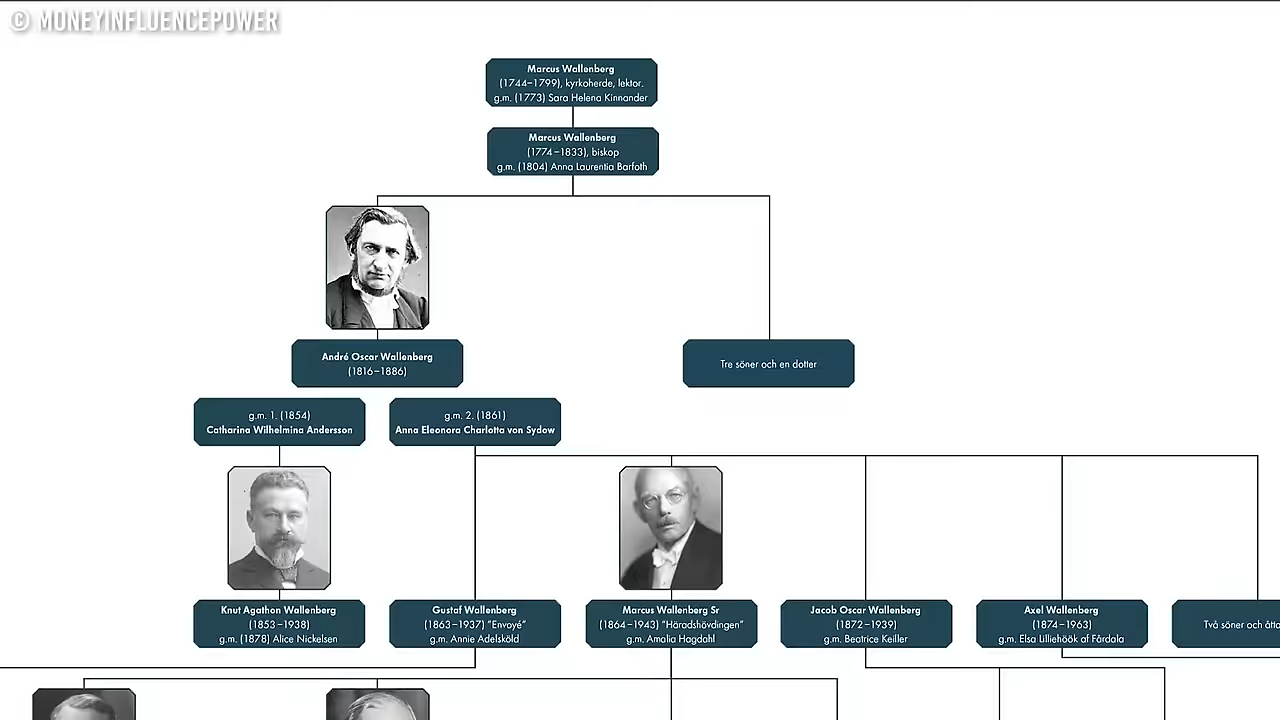 © MONEYINFLUENCEPOWER
Marcus Wallenberg
(1744–1799), kyrkoherde, lektor.
g.m. (1773) Sara Helena Kinnander
Marcus Wallenberg
(1774–1833), biskop
g.m. (1804) Anna Laurentia Barfoth
André Oscar Wallenberg
(1816–1886)
Tre söner och en dotter
g.m. 1. (1854)
Catharina Wilhelmina Andersson
g.m. 2. (1861)
Anna Eleonora Charlotta von Sydow
Knut Agathon Wallenberg
(1853–1938)
g.m. (1878) Alice Nickelsen
Gustaf Wallenberg
(1863–1937) "Envoyé"
g.m. Annie Adelsköld
Marcus Wallenberg Sr
(1864–1943) "Häradshövdingen"
g.m. Amalia Hagdahl
Jacob Oscar Wallenberg
(1872–1939)
g.m. Beatrice Keiller
Axel Wallenberg
(1874–1963)
g.m. Elsa Lilliehöök af Fårdala
Två söner och